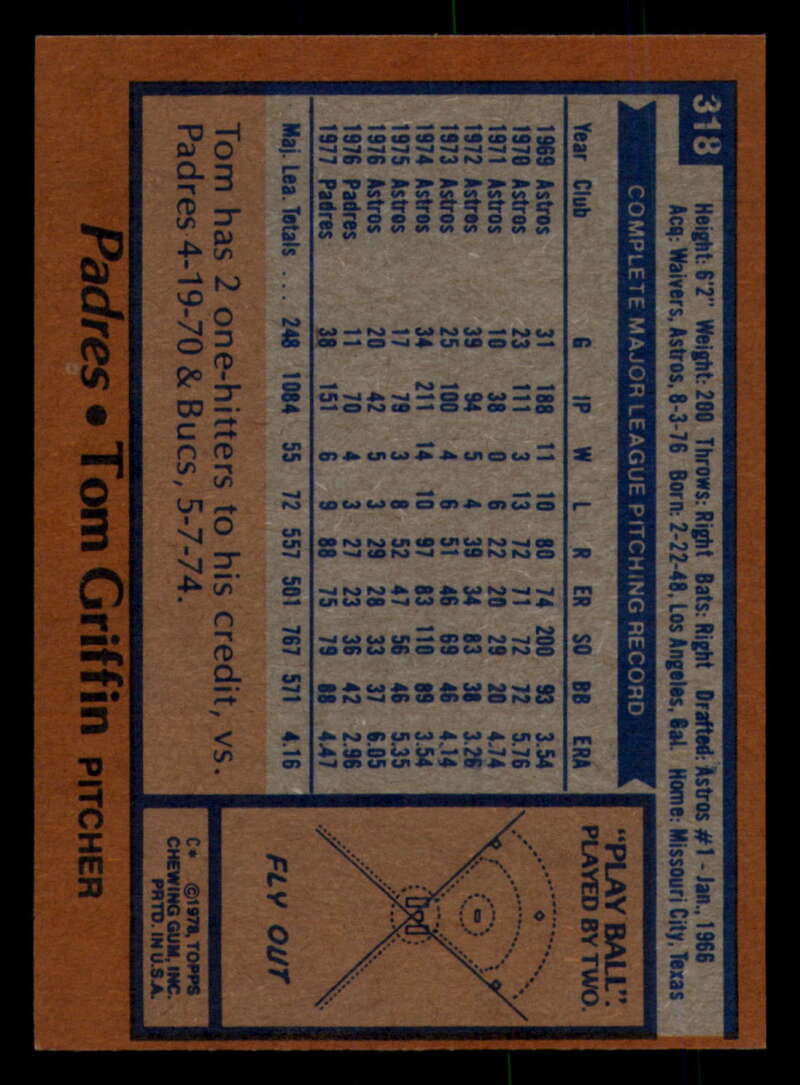 318
Height: 6'2" Weight: 200 Throws: Right Bats: Right Drafted: Astros #1 - Jan., 1966
Acq: Waivers, Astros, 8-3-76 Born: 2-22-48, Los Angeles, Cal. Home: Missouri City, Texas
COMPLETE MAJOR LEAGUE PITCHING RECORD
Year Club G IP W L R ER SO BB ERA
1969 Astros 31 188 11 10 80 74 200 93 3.54
1970 Astros 23 111 3 13 72 71 72 72 5.76
1971 Astros 10 38 0 6 22 20 29 20 4.74
1972 Astros 39 94 5 4 39 34 83 38 3.26
1973 Astros 25 100 4 6 51 46 69 46 4.14
1974 Astros 34 211 14 10 97 83 110 89 3.54
1975 Astros 17 79 3 8 52 47 56 46 5.35
1976 Astros 20 42 5 3 29 28 33 37 6.05
1976 Padres 11 70 4 3 27 23 36 42 2.96
1977 Padres 38 151 6 9 88 75 79 88 4.47
Maj. Lea. Totals ... 248 1084 55 72 557 501 767 571 4.16
Tom has 2 one-hitters to his credit, vs.
Padres 4-19-70 & Bucs, 5-7-74.
"PLAY BALL".
PLAYED BY TWO.
FLY OUT
C* ©1978, TOPPS
CHEWING GUM, INC.
PRTD. IN U.S.A.
Padres • Tom Griffin PITCHER